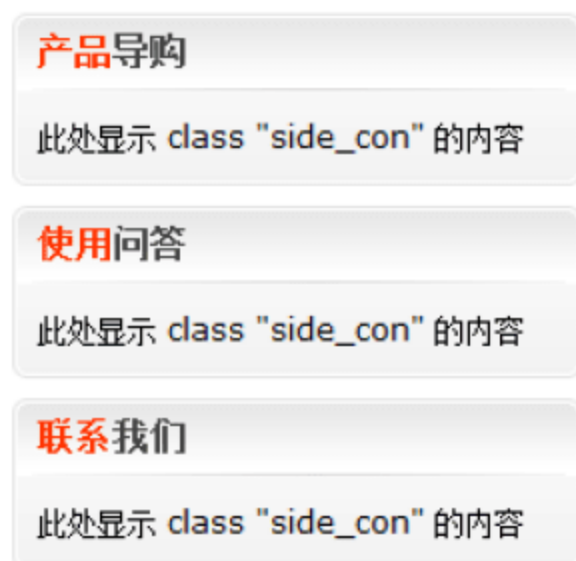 产品导购
此处显示 class "side_con" 的内容
使用问答
此处显示 class "side_con" 的内容
联系我们
此处显示 class "side_con" 的内容